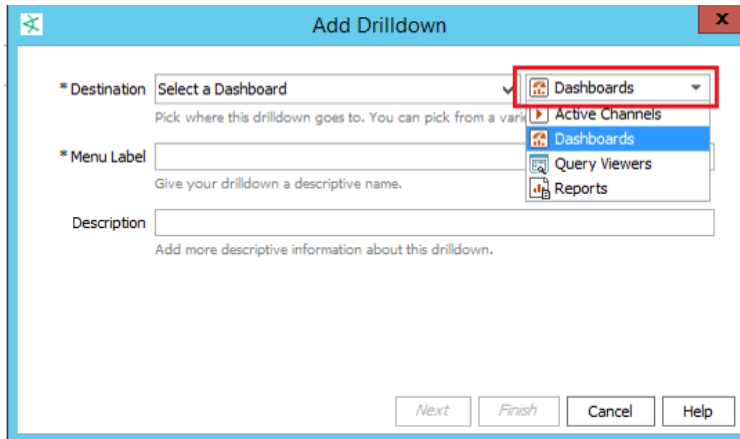 Add Drilldown
x
* Destination Select a Dashboard Dashboards
Pick where this drilldown goes to. You can pick from a
Active Channels
Dashboards
* Menu Label
Query Viewers
Give your drilldown a descriptive name.
Reports
Description
Add more descriptive information about this drilldown.
Next Finish Cancel Help